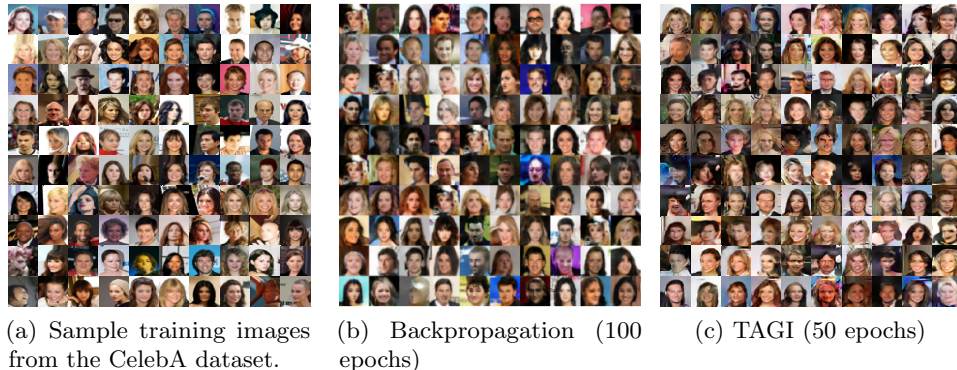 (a) Sample training images
from the CelebA dataset.
(b) Backpropagation (100
epochs)
(c) TAGI (50 epochs)